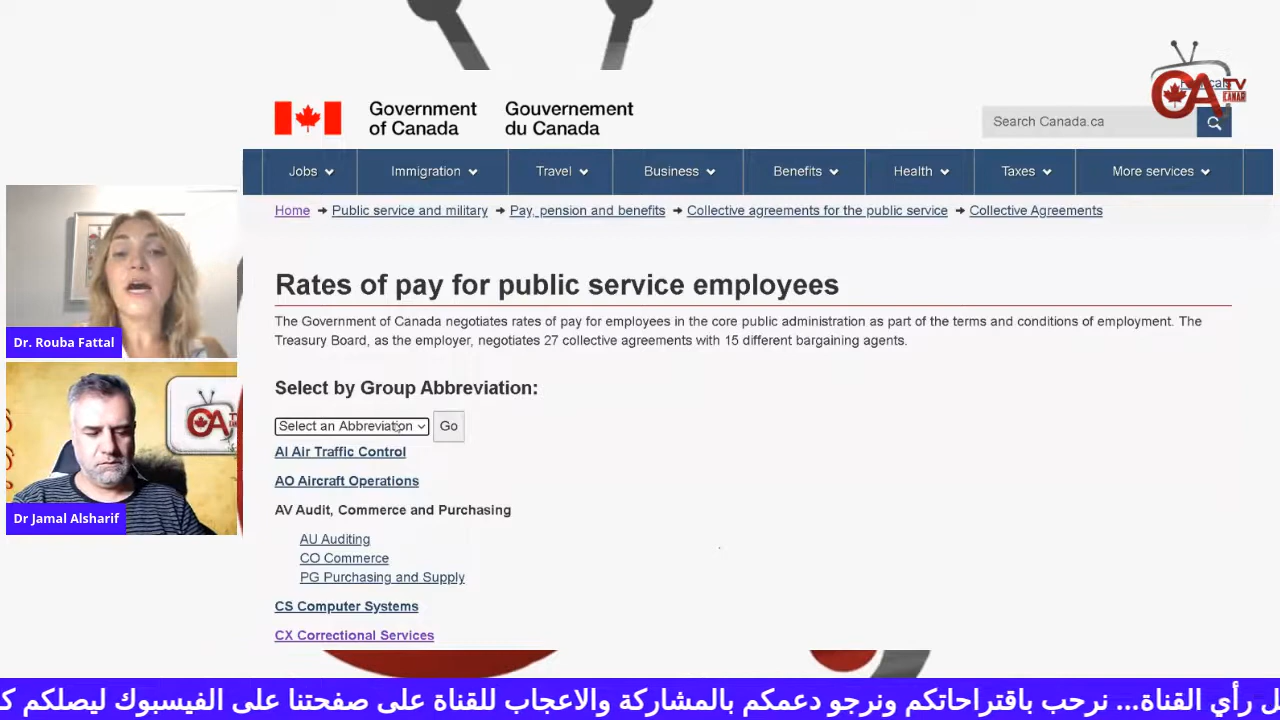 Français
Government of Canada
Gouvernement du Canada
Search Canada.ca
CA TV
KANAR
Jobs
Immigration
Travel
Business
Benefits
Health
Taxes
More services
Home → Public service and military → Pay, pension and benefits → Collective agreements for the public service → Collective Agreements
Rates of pay for public service employees
The Government of Canada negotiates rates of pay for employees in the core public administration as part of the terms and conditions of employment. The
Treasury Board, as the employer, negotiates 27 collective agreements with 15 different bargaining agents.
Select by Group Abbreviation:
Select an Abbreviation Go
AI Air Traffic Control
AO Aircraft Operations
AV Audit, Commerce and Purchasing
AU Auditing
CO Commerce
PG Purchasing and Supply
CS Computer Systems
CX Correctional Services
Dr. Rouba Fattal
CA
Dr Jamal Alsharif
ل رأي القناة... نرحب باقتراحاتكم ونرجو دعمكم بالمشاركة والاعجاب للقناة على صفحتنا على الفيسبوك ليصلكم ك